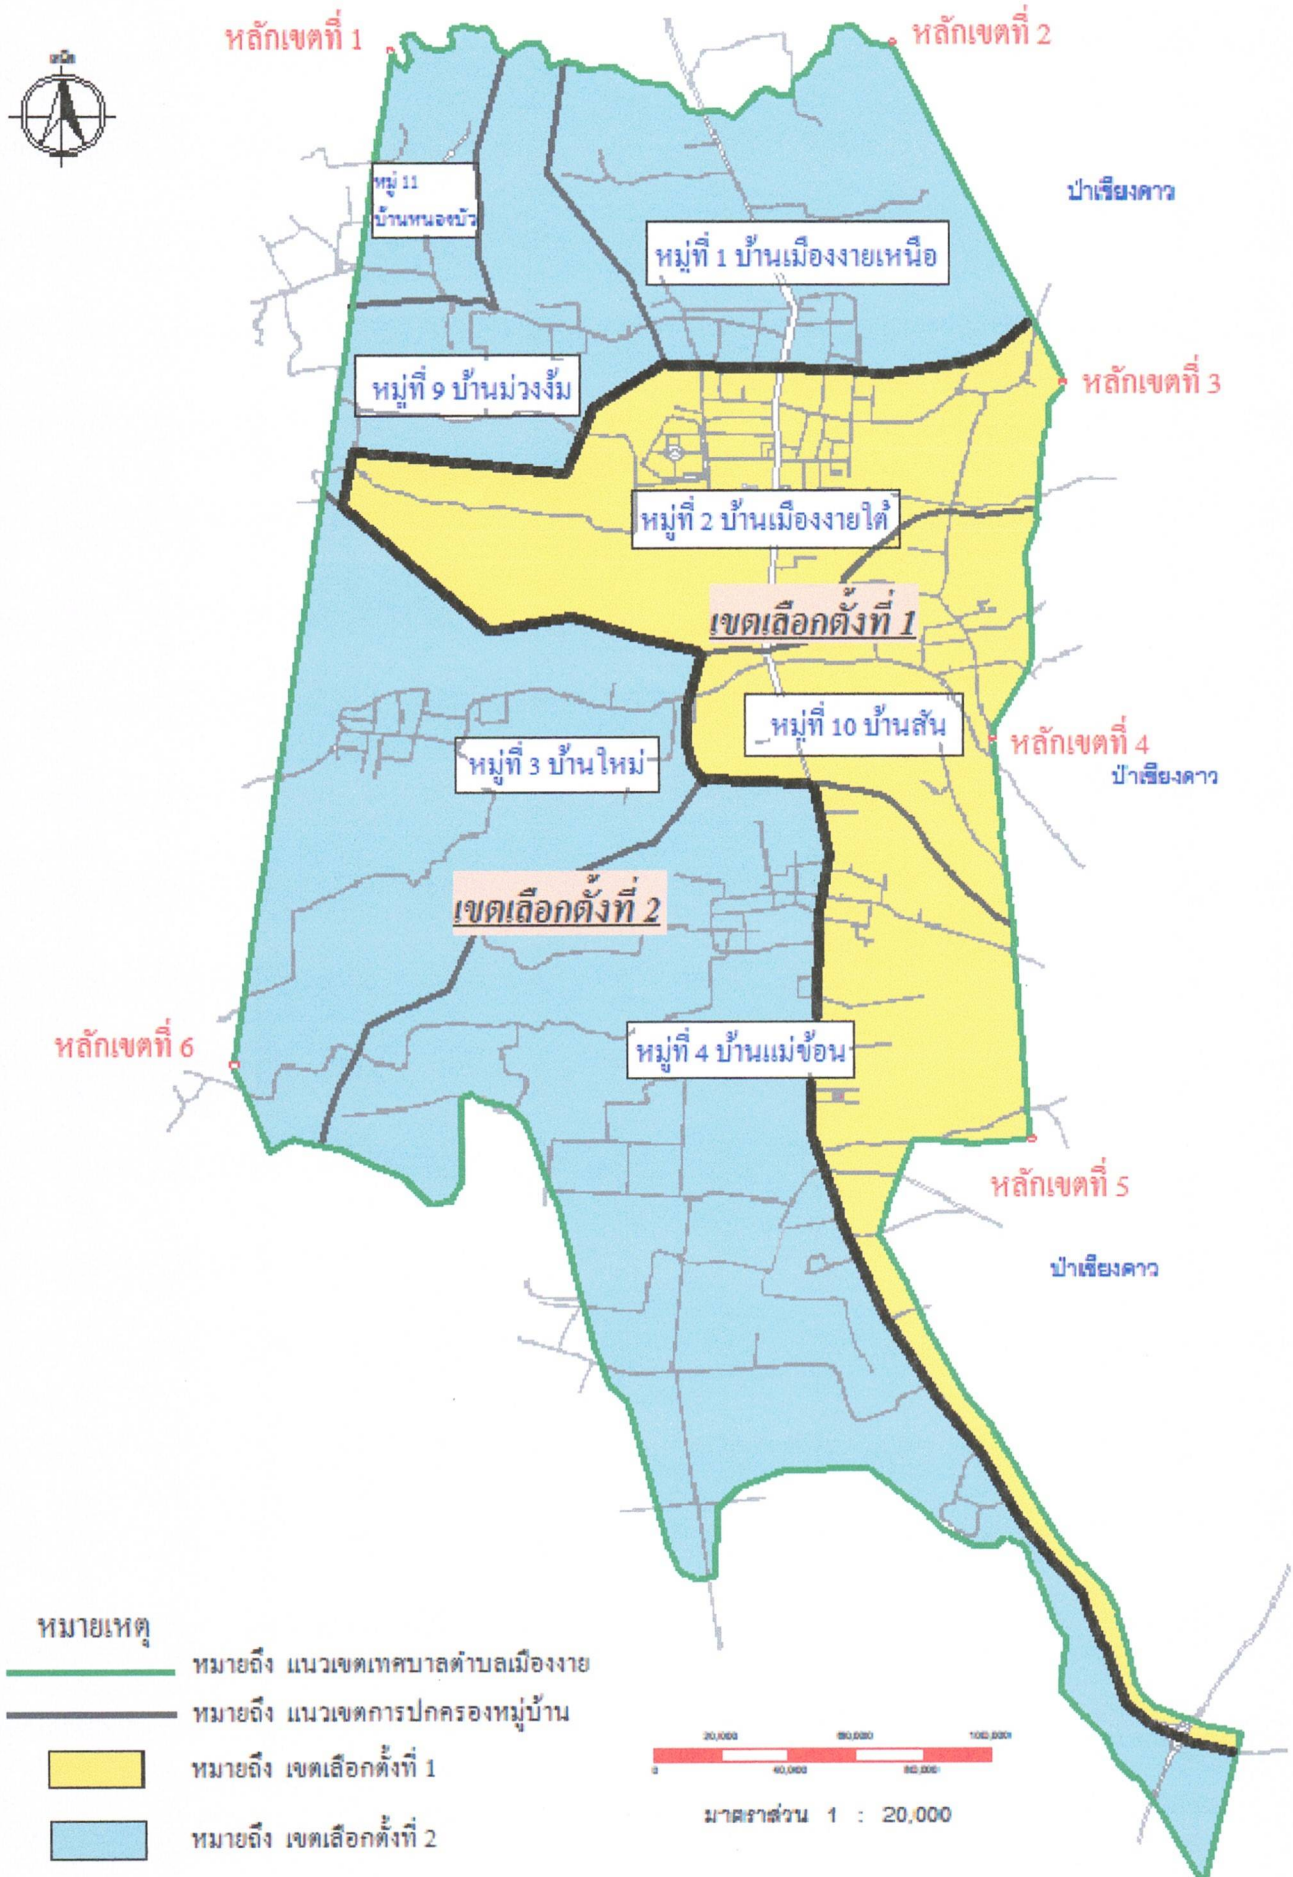 หลักเขตที่ 1
หลักเขตที่ 2
เหนือ
ป่าเชียงดาว
หมู่ 11
บ้านหนองบัว
หมู่ที่ 1 บ้านเมืองงายเหนือ
หมู่ที่ 9 บ้านม่วงงั้ม
หลักเขตที่ 3
หมู่ที่ 2 บ้านเมืองงายใต้
เขตเลือกตั้งที่ 1
หมู่ที่ 10 บ้านสัน
หลักเขตที่ 4
หมู่ที่ 3 บ้านใหม่
ป่าเชียงดาว
เขตเลือกตั้งที่ 2
หลักเขตที่ 6
หมู่ที่ 4 บ้านแม่ข้อน
หลักเขตที่ 5
ป่าเชียงดาว
หมายเหตุ
หมายถึง แนวเขตเทศบาลตำบลเมืองงาย
หมายถึง แนวเขตการปกครองหมู่บ้าน
หมายถึง เขตเลือกตั้งที่ 1
หมายถึง เขตเลือกตั้งที่ 2
20,000 60,000 100,000
0 40,000 80,000
มาตราส่วน 1 : 20,000